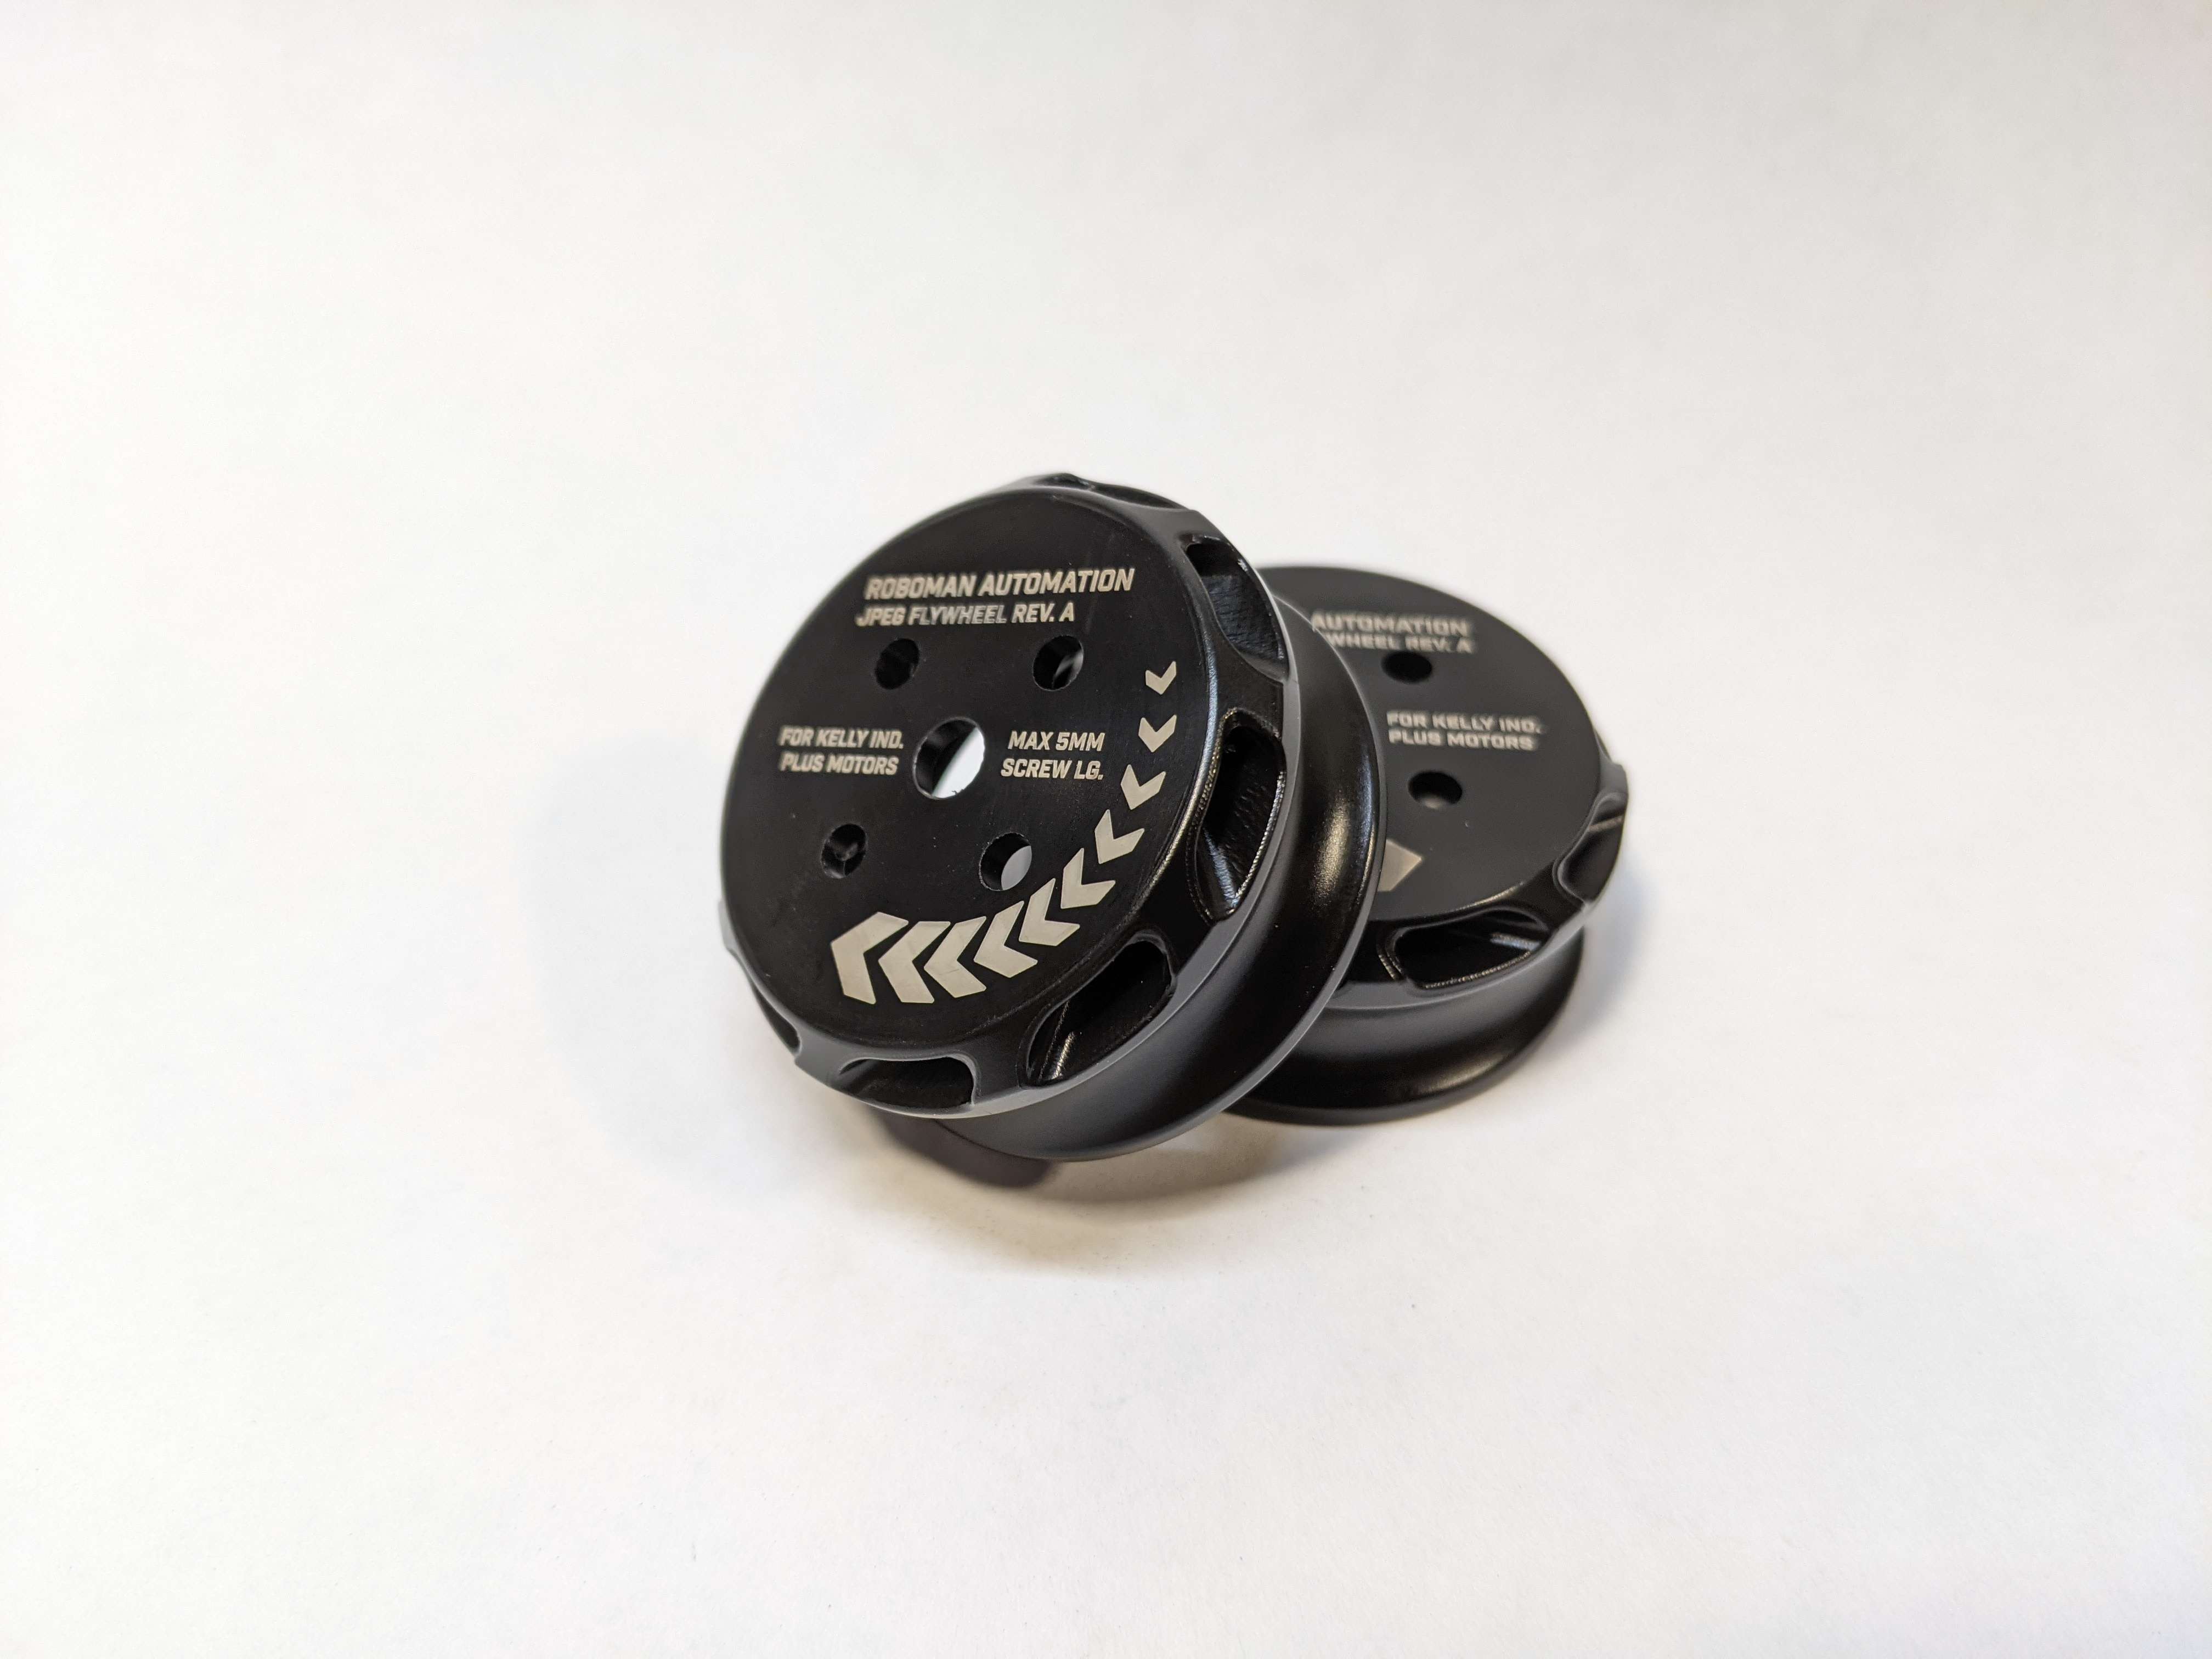 ROBOMAN AUTOMATION
JPEG FLYWHEEL REV. A
FOR KELLY IND.
PLUS MOTORS
MAX 5MM
SCREW LG.
AUTOMATION
WHEEL REV. A
FOR KELLY IND.
PLUS MOTORS